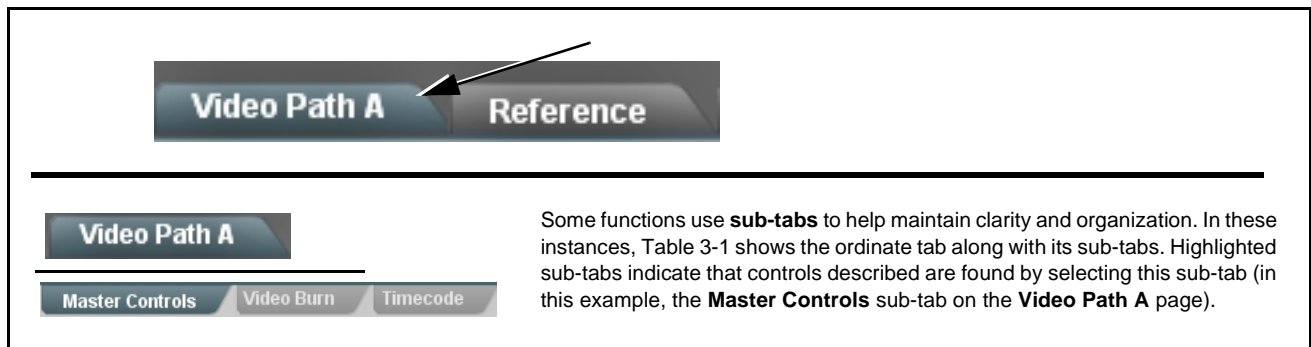 Video Path A
Reference
Video Path A
Master Controls
Video Burn
Timecode
Some functions use sub-tabs to help maintain clarity and organization. In these
instances, Table 3-1 shows the ordinate tab along with its sub-tabs. Highlighted
sub-tabs indicate that controls described are found by selecting this sub-tab (in
this example, the Master Controls sub-tab on the Video Path A page).